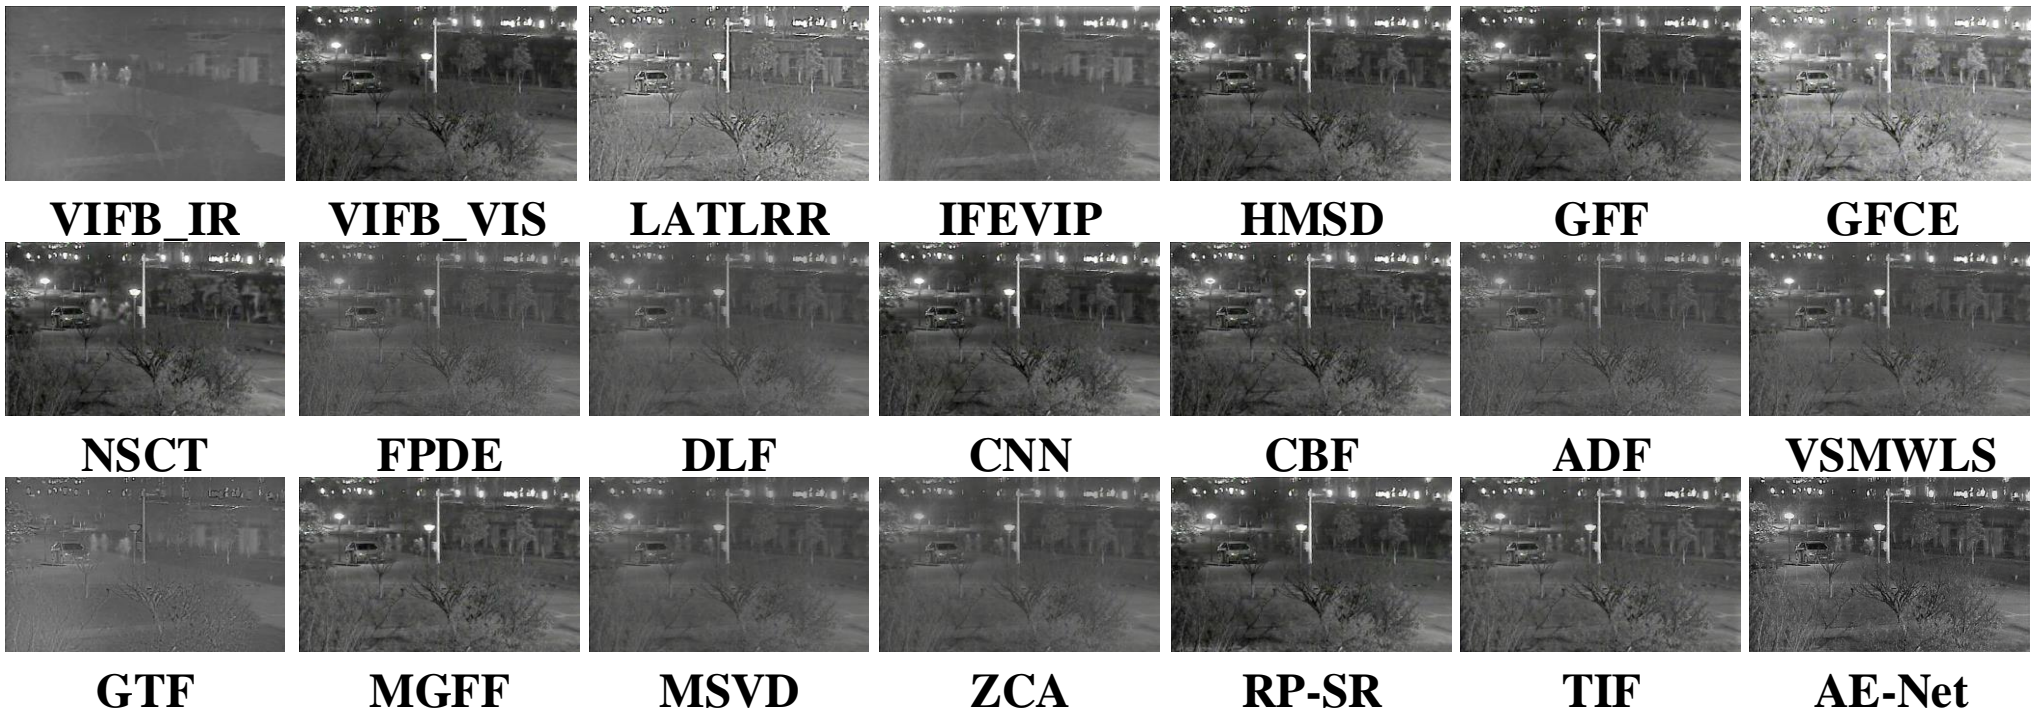 VIFB_IR VIFB_VIS LATLRR IFEVIP HMSD GFF GFCE
NSCT FPDE DLF CNN CBF ADF VSMWLS
GTF MGFF MSVD ZCA RP-SR TIF AE-Net